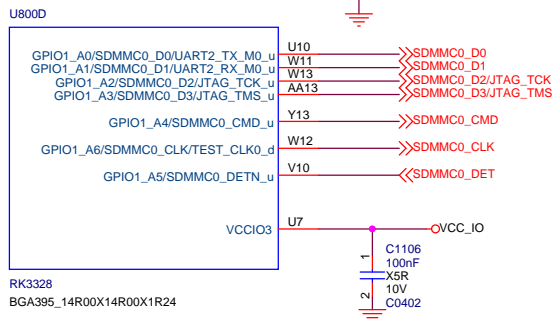 U800D
GPIO1_A0/SDMMC0_D0/UART2_TX_M0_u U10 SDMMC0_D0
GPIO1_A1/SDMMC0_D1/UART2_RX_M0_u W11 SDMMC0_D1
GPIO1_A2/SDMMC0_D2/JTAG_TCK_u W13 SDMMC0_D2/JTAG_TCK
GPIO1_A3/SDMMC0_D3/JTAG_TMS_u AA13 SDMMC0_D3/JTAG_TMS
GPIO1_A4/SDMMC0_CMD_u Y13 SDMMC0_CMD
GPIO1_A6/SDMMC0_CLK/TEST_CLK0_d W12 SDMMC0_CLK
GPIO1_A5/SDMMC0_DETN_u V10 SDMMC0_DET
VCCIO3 U7 VCC_IO
1
C1106
100nF
X5R
10V
2
C0402
RK3328
BGA395_14R00X14R00X1R24